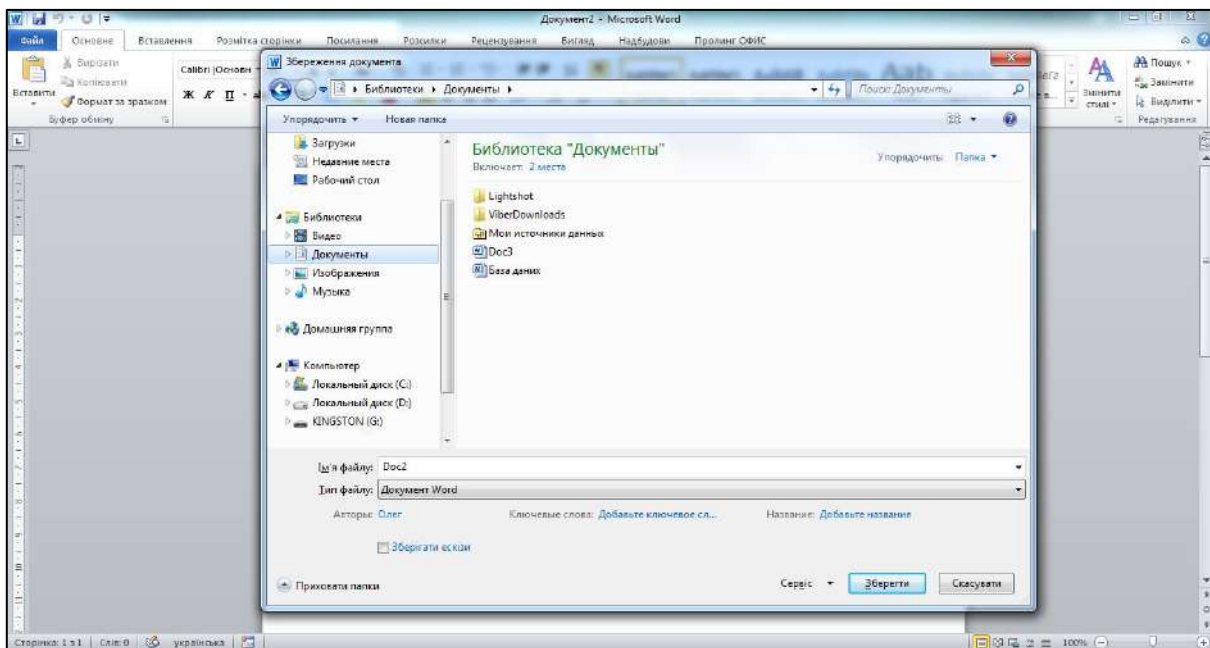 Документ2 - Microsoft Word
Файл Основне Вставлення Розмітка сторінки Посилання Розсилки Рецензування Вигляд Надбудови Пролинг ОФИС
Вставити
Вирізати
Копіювати
Формат за зразком
Буфер обміну
Calibri (Основн
Ж К П
Змінити стилі
Пошук
Замінити
Виділити
Редагування
Збереження документа
Библиотеки Документы
Поиск: Документы
Упорядочить Новая папка
Загрузки
Недавние места
Рабочий стол
Библиотеки
Видео
Документы
Изображения
Музыка
Домашняя группа
Компьютер
Локальный диск (C:)
Локальный диск (D:)
KINGSTON (G:)
Библиотека "Документы"
Включает: 2 места
Упорядочить: Папка
Lightshot
ViberDownloads
Мои источники данных
Doc3
База даних
Ім'я файлу: Doc2
Тип файлу: Документ Word
Авторы: Олег Ключевые слова: Добавьте ключевое сл... Название: Добавьте название
Зберігати ескізи
Приховати папки
Сервіс Зберегти Скасувати
Сторінка: 1 з 1 Слів: 0 українська 100%